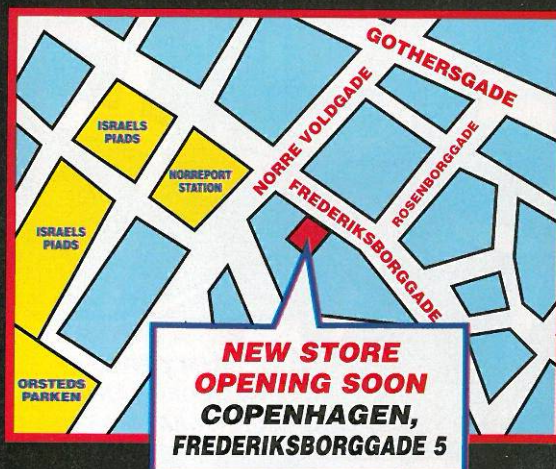 GOTHERSGADE
ISRAELS
PIADS
NORREPORT
STATION
NORRE VOLDGADE
ROSENBORGGADE
FREDERIKSBORGGADE
ISRAELS
PIADS
ORSTEDS
PARKEN
NEW STORE
OPENING SOON
COPENHAGEN,
FREDERIKSBORGGADE 5